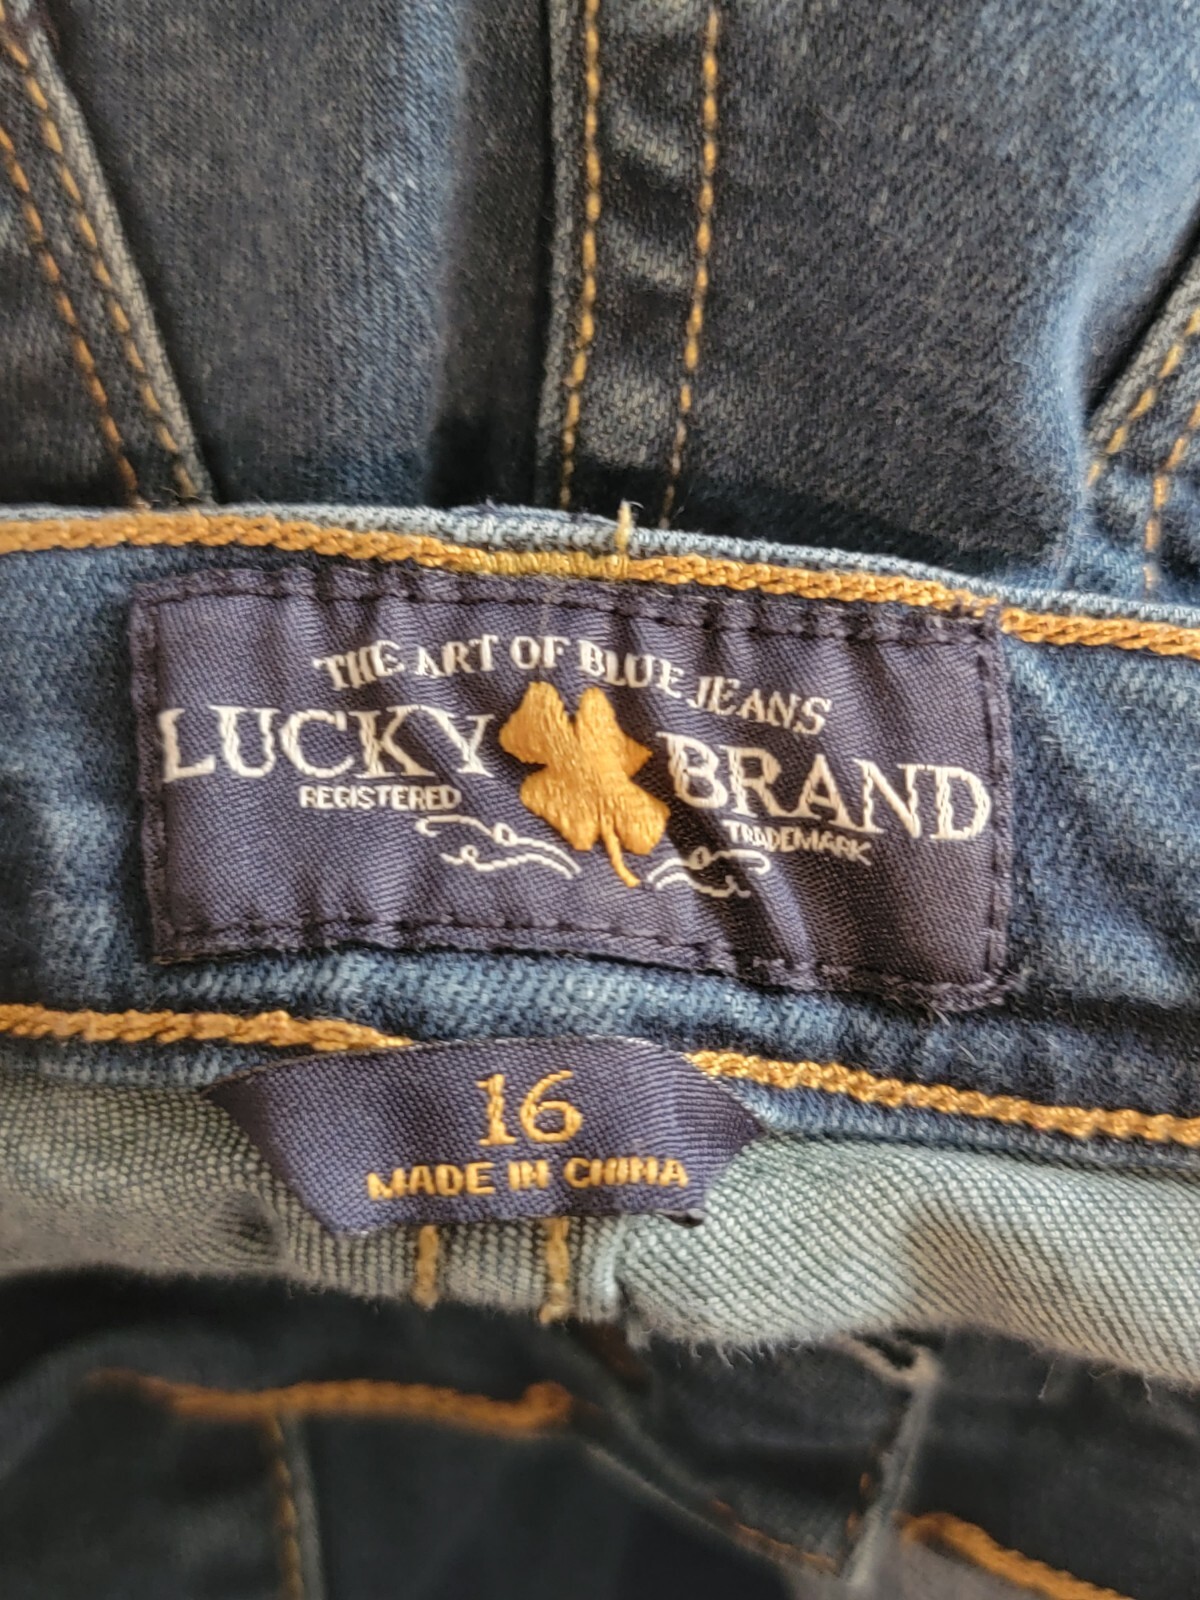 THE ART OF BLUE JEANS
LUCKY BRAND
REGISTERED TRADEMARK
16
MADE IN CHINA